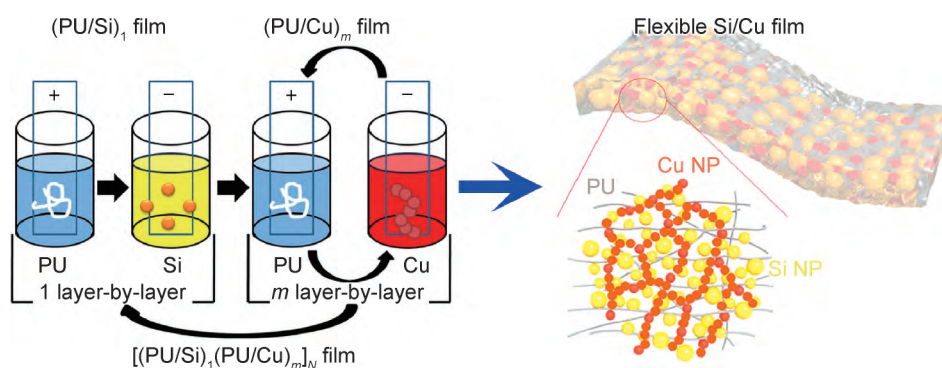 (PU/Si)₁ film
(PU/Cu)ₘ film
Flexible Si/Cu film
+
−
+
−
PU
Si
PU
Cu
1 layer-by-layer
m layer-by-layer
[(PU/Si)₁(PU/Cu)ₘ]N film
Cu NP
PU
Si NP